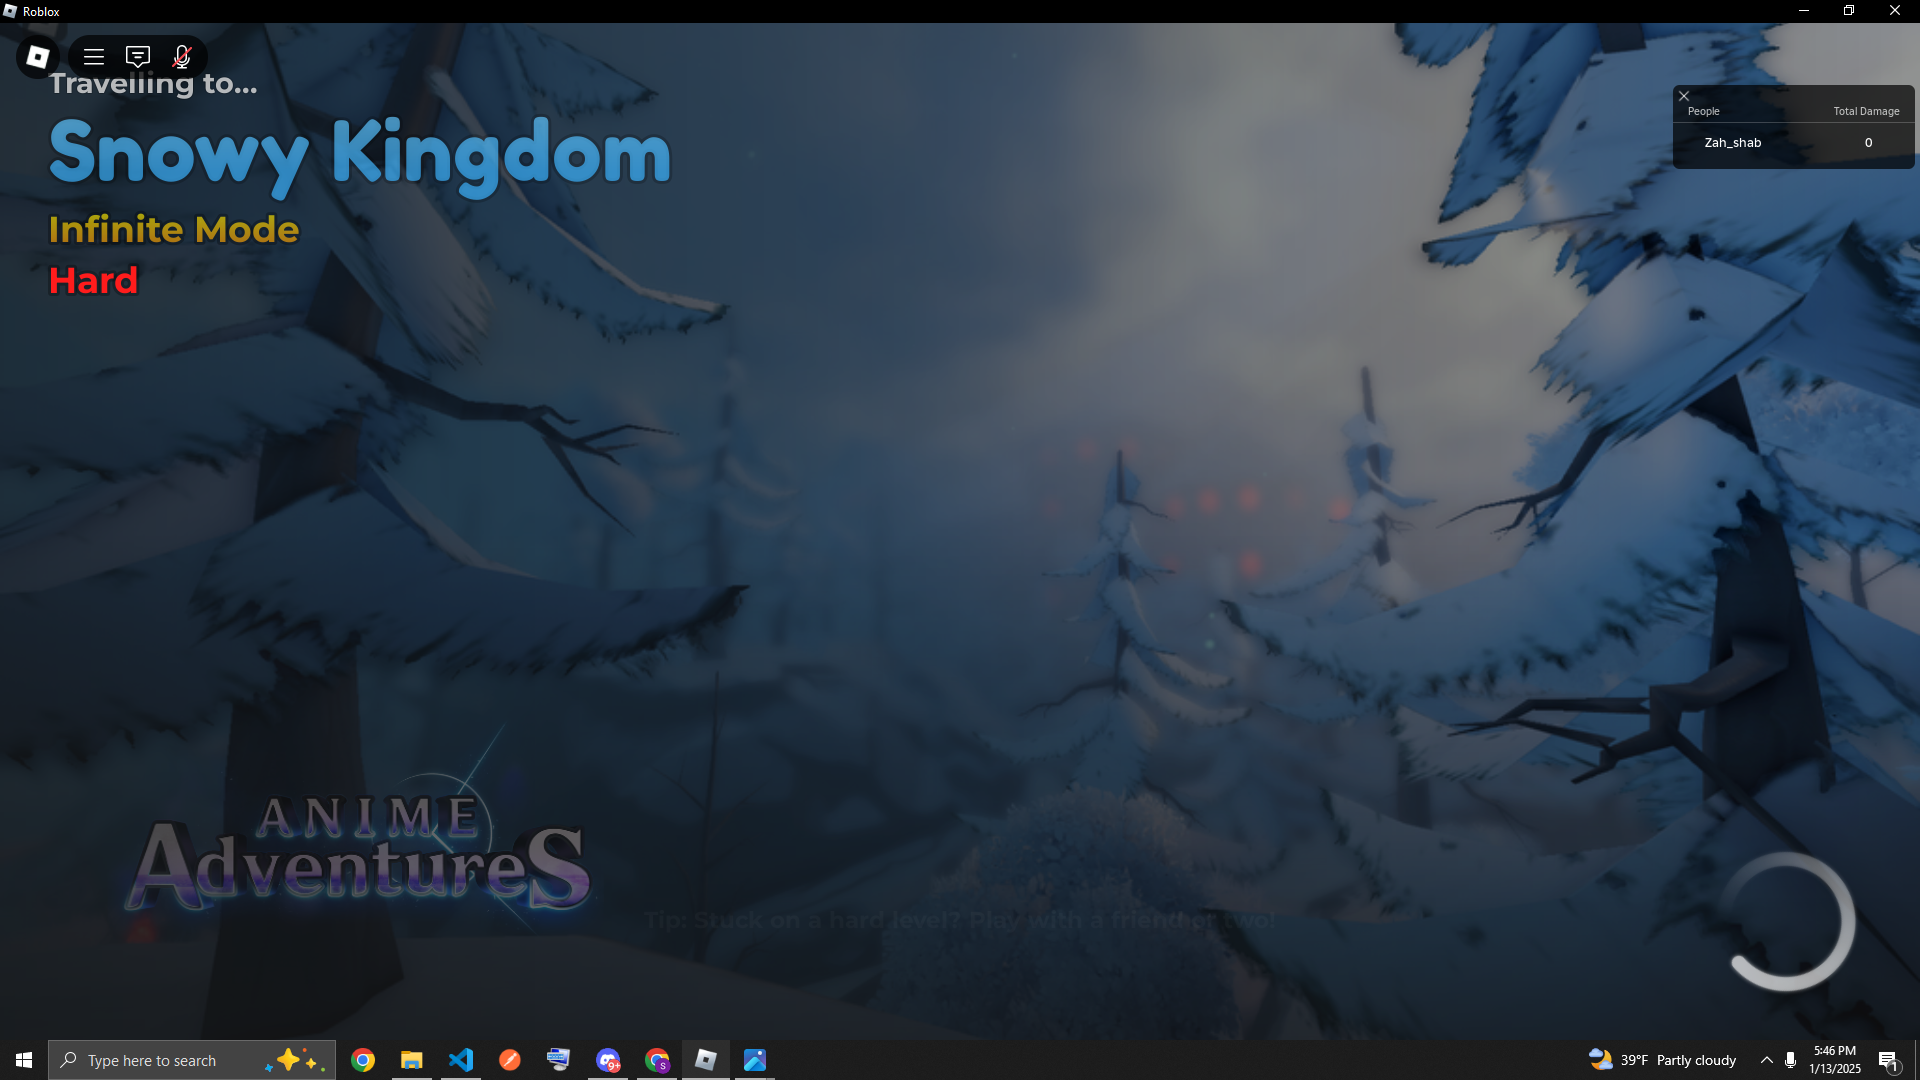 Roblox
Travelling to...
Snowy Kingdom
Infinite Mode
Hard
People Total Damage
Zah_shab 0
ANIME
AdventureS
Tip: Stuck on a hard level? Play with a friend or two!
Type here to search
9+
S
39°F Partly cloudy
5:46 PM
1/13/2025
1